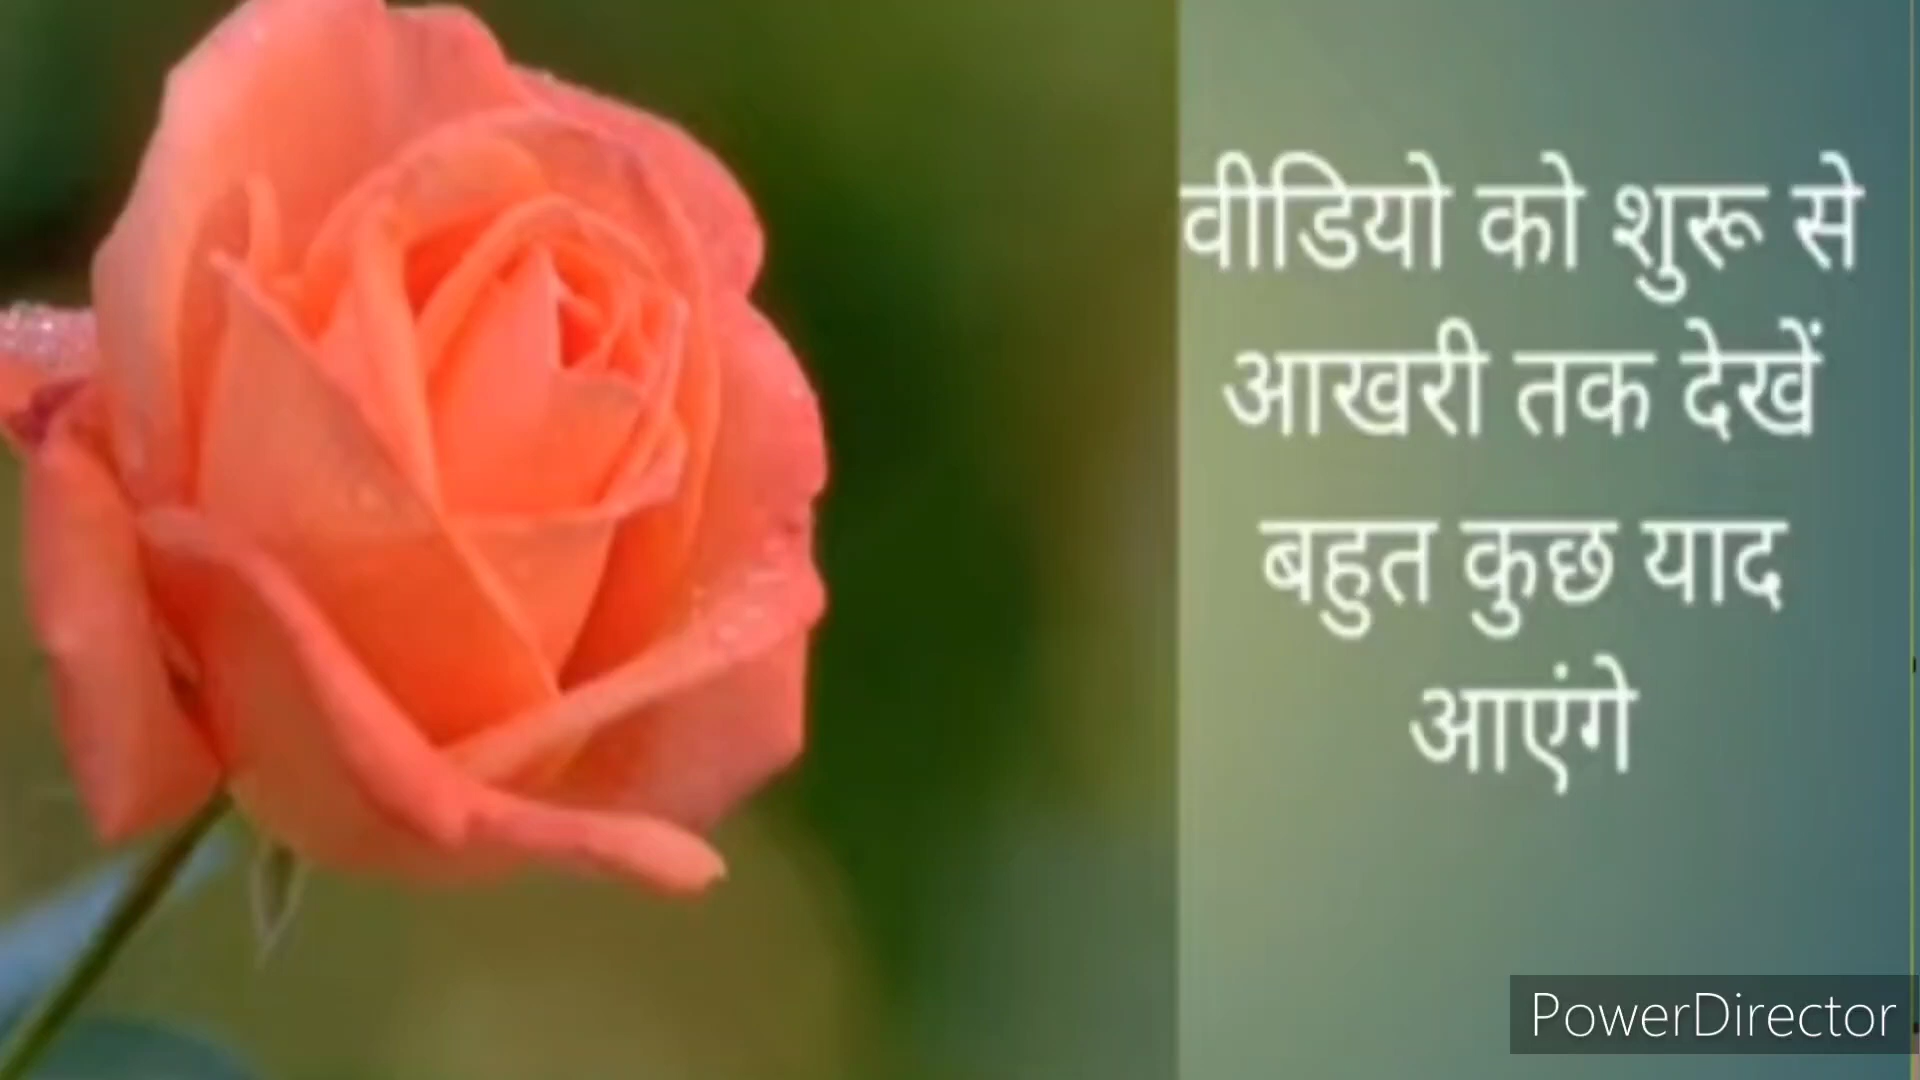 वीडियो को शुरू से
आखरी तक देखें
बहुत कुछ याद
आएंगे
PowerDirector